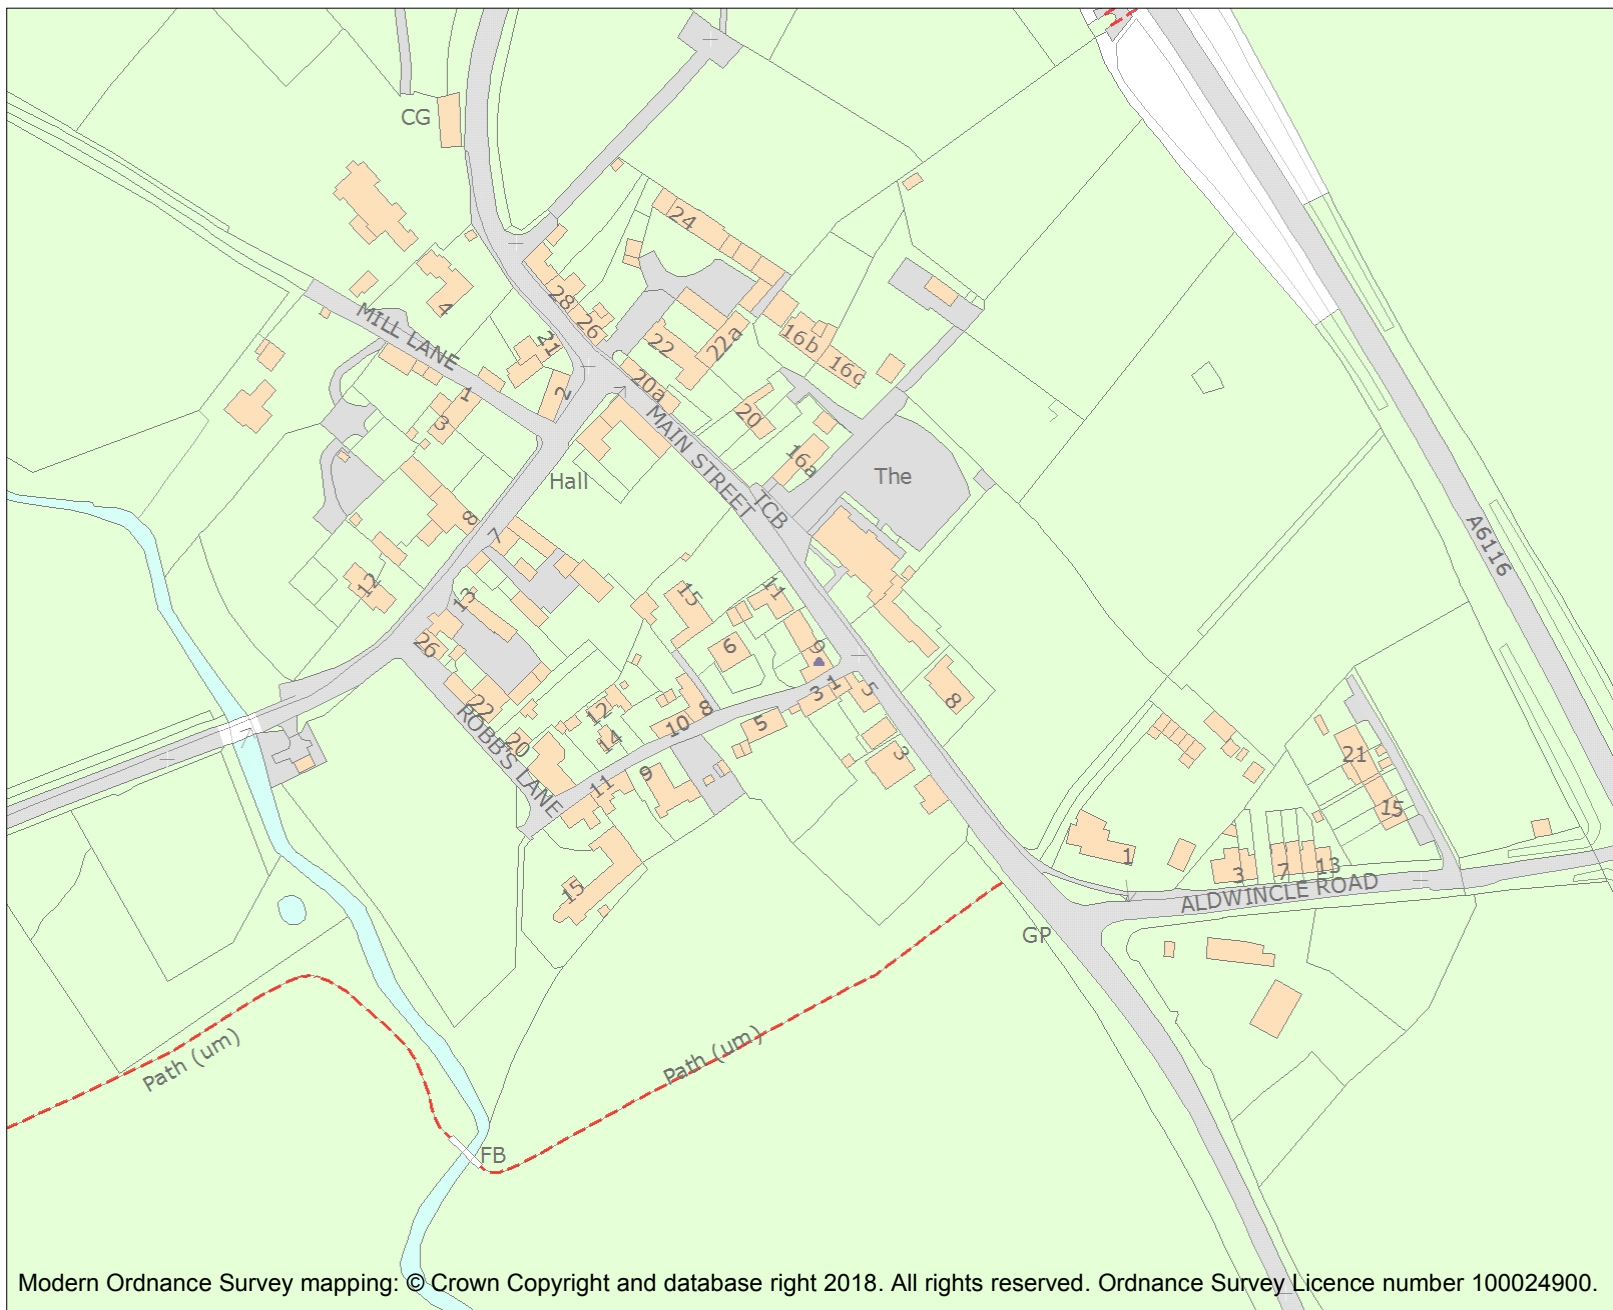 CG
24
4
28
26
MILL LANE
21
22
22a
16b
16c
20a
2
1
3
20
MAIN STREET
16a
Hall
The
TCB
8
7
A6116
12
13
15
11
26
6
9
3
1
5
8
22
12
8
10
5
ROBB'S LANE
20
14
3
21
11
9
15
1
15
3
7
13
ALDWINCLE ROAD
GP
Path (um)
Path (um)
FB
Modern Ordnance Survey mapping: © Crown Copyright and database right 2018. All rights reserved. Ordnance Survey Licence number 100024900.